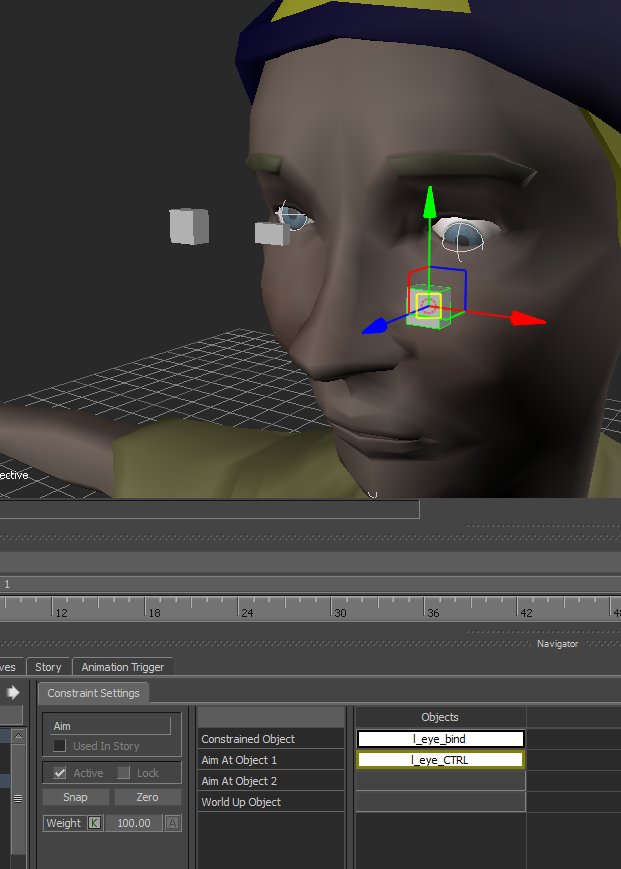 ective
1
12 18 24 30 36 42 48
Navigator
ves Story Animation Trigger
Constraint Settings
Objects
Aim
Constrained Object l_eye_bind
Used In Story
Aim At Object 1 l_eye_CTRL
Active Lock
Aim At Object 2
Snap Zero
World Up Object
Weight K 100.00 A